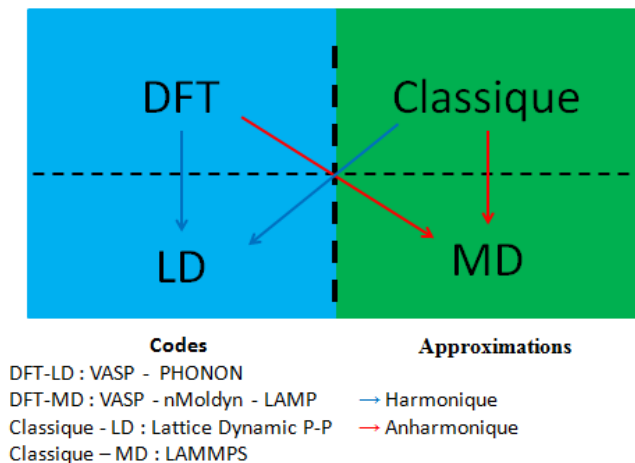 DFT
Classique
LD
MD
Codes
DFT-LD : VASP - PHONON
DFT-MD : VASP - nMoldyn - LAMP
Classique - LD : Lattice Dynamic P-P
Classique – MD : LAMMPS
Approximations
→ Harmonique
→ Anharmonique